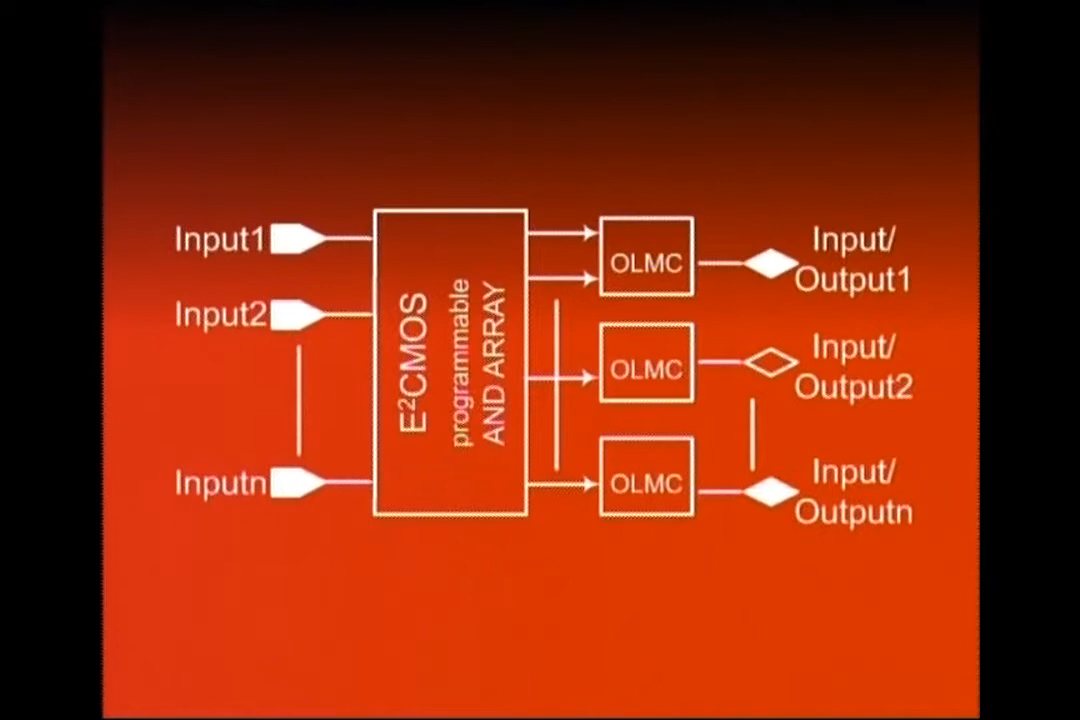 Input1
Input2
Inputn
E²CMOS
programmable
AND ARRAY
OLMC
OLMC
OLMC
Input/
Output1
Input/
Output2
Input/
Outputn